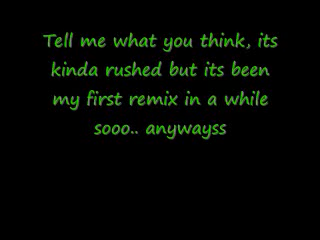 Tell me what you think, its
kinda rushed but its been
my first remix in a while
sooo.. anywayss